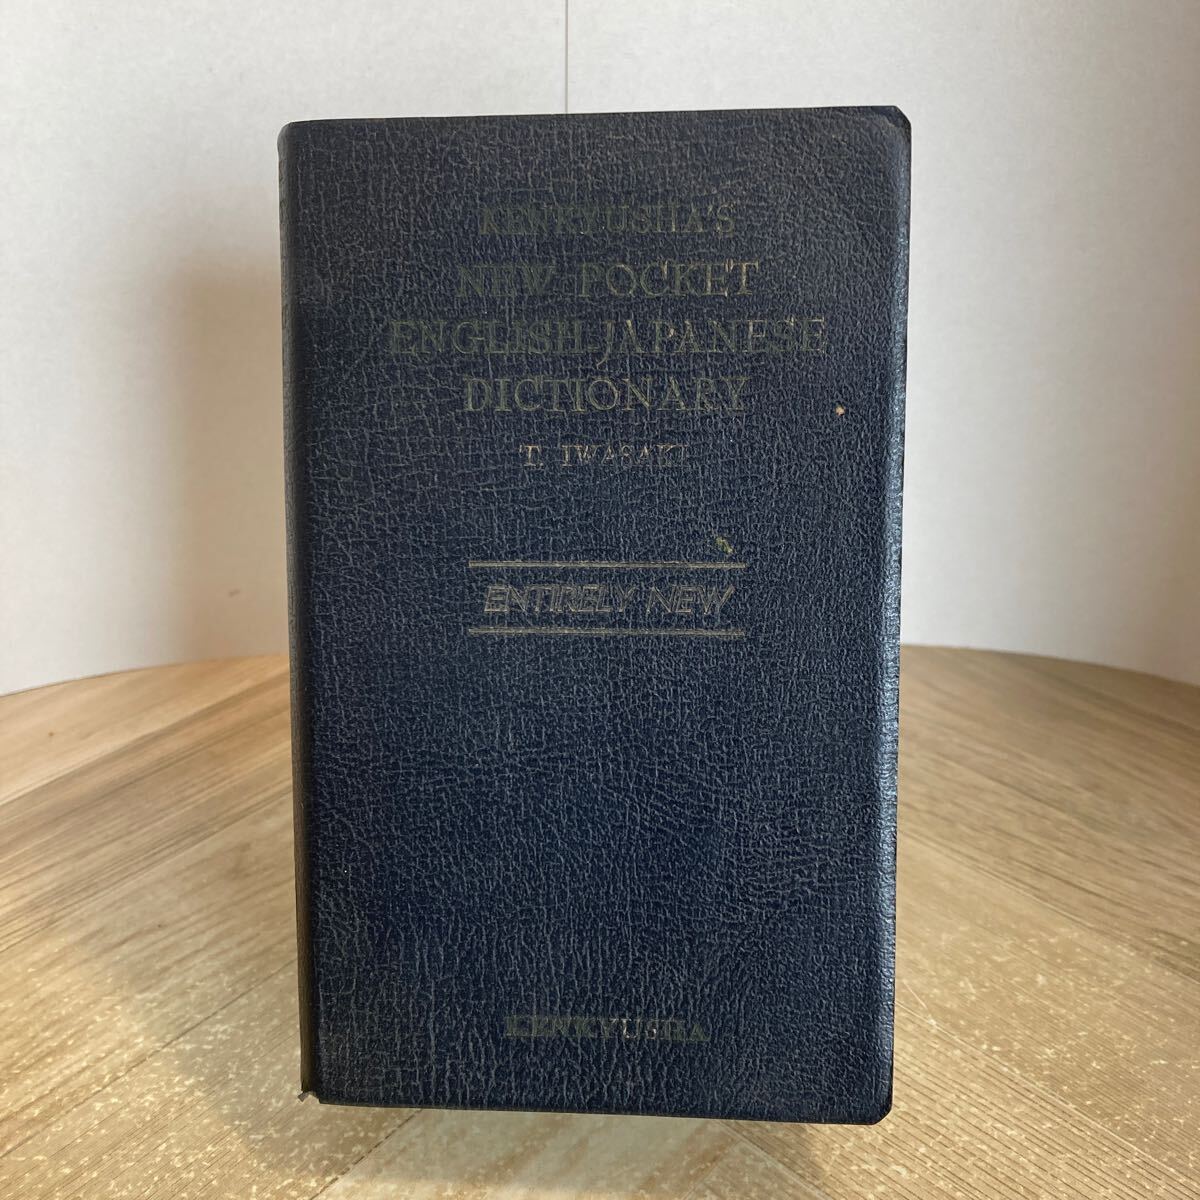 KENKYUSHA'S
NEW POCKET
ENGLISH-JAPANESE
DICTIONARY
T. IWASAKI
ENTIRELY NEW
KENKYUSHA